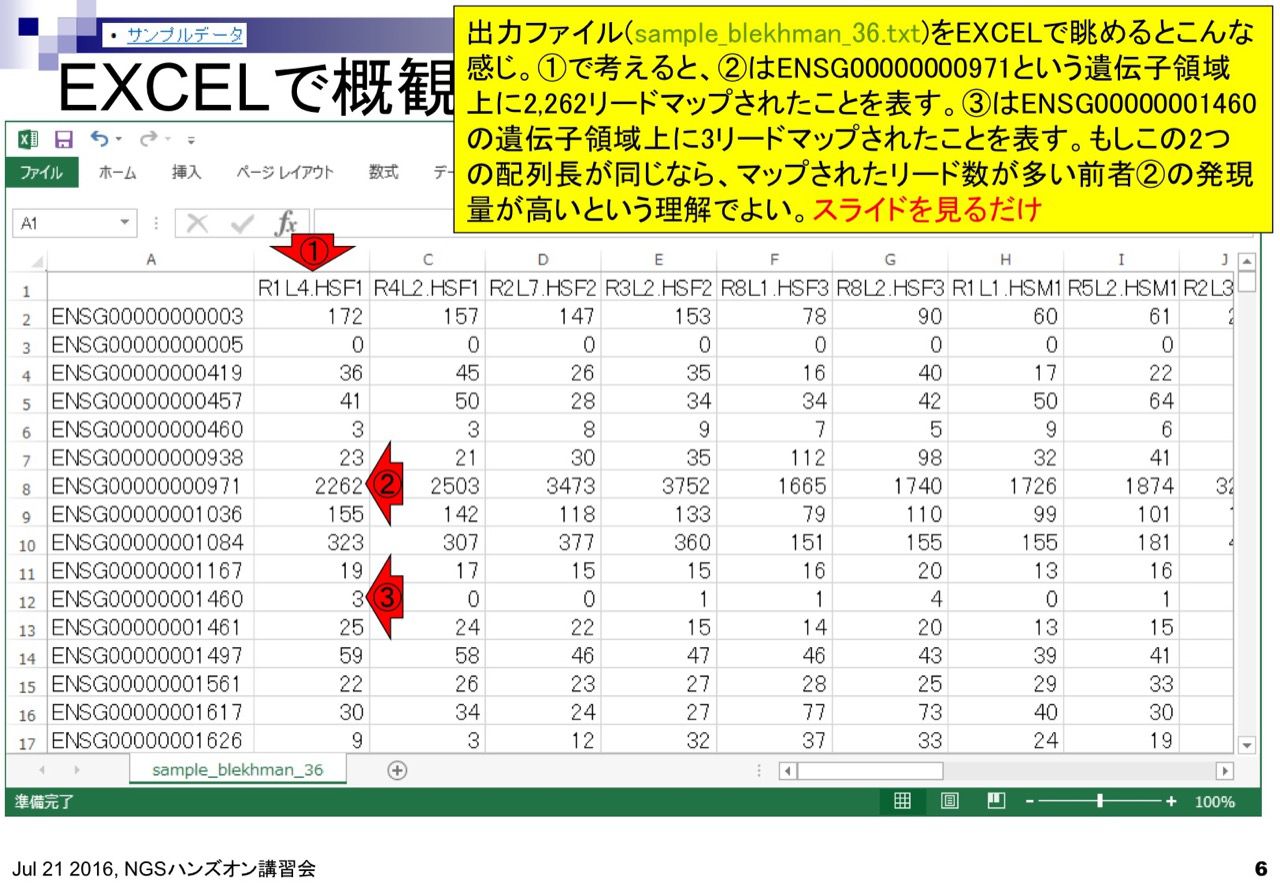 • サンプルデータ
EXCELで概観
出力ファイル(sample_blekhman_36.txt)をEXCELで眺めるとこんな
感じ。①で考えると、②はENSG00000000971という遺伝子領域
上に2,262リードマップされたことを表す。③はENSG00000001460
の遺伝子領域上に3リードマップされたことを表す。もしこの2つ
の配列長が同じなら、マップされたリード数が多い前者②の発現
量が高いという理解でよい。スライドを見るだけ
ファイル ホーム 挿入 ページ レイアウト 数式
A1 fx
①
A C D E F G H I J
1 R1L4.HSF1 R4L2.HSF1 R2L7.HSF2 R3L2.HSF2 R8L1.HSF3 R8L2.HSF3 R1L1.HSM1 R5L2.HSM1 R2L3
2 ENSG00000000003 172 157 147 153 78 90 60 61
3 ENSG00000000005 0 0 0 0 0 0 0 0
4 ENSG00000000419 36 45 26 35 16 40 17 22
5 ENSG00000000457 41 50 28 34 34 42 50 64
6 ENSG00000000460 3 3 8 9 7 5 9 6
7 ENSG00000000938 23 21 30 35 112 98 32 41
8 ENSG00000000971 2262 ② 2503 3473 3752 1665 1740 1726 1874 32
9 ENSG00000001036 155 142 118 133 79 110 99 101
10 ENSG00000001084 323 307 377 360 151 155 155 181
11 ENSG00000001167 19 17 15 15 16 20 13 16
12 ENSG00000001460 3 ③ 0 0 1 1 4 0 1
13 ENSG00000001461 25 24 22 15 14 20 13 15
14 ENSG00000001497 59 58 46 47 46 43 39 41
15 ENSG00000001561 22 26 23 27 28 25 29 33
16 ENSG00000001617 30 34 24 27 77 73 40 30
17 ENSG00000001626 9 3 12 32 37 33 24 19
sample_blekhman_36
準備完了 100%
Jul 21 2016, NGSハンズオン講習会
6